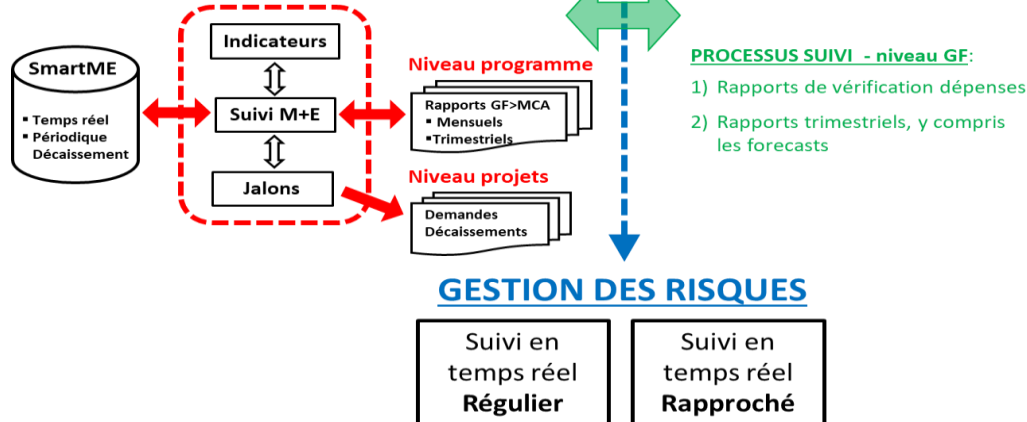 SmartME
▪ Temps réel
▪ Périodique
Décaissement
Indicateurs
Suivi M+E
Jalons
Niveau programme
Rapports GF>MCA
▪ Mensuels
▪Trimestriels
Niveau projets
Demandes
Décaissements
PROCESSUS SUIVI - niveau GF:
1) Rapports de vérification dépenses
2) Rapports trimestriels, y compris
les forecasts
GESTION DES RISQUES
Suivi en
temps réel
Régulier
Suivi en
temps réel
Rapproché